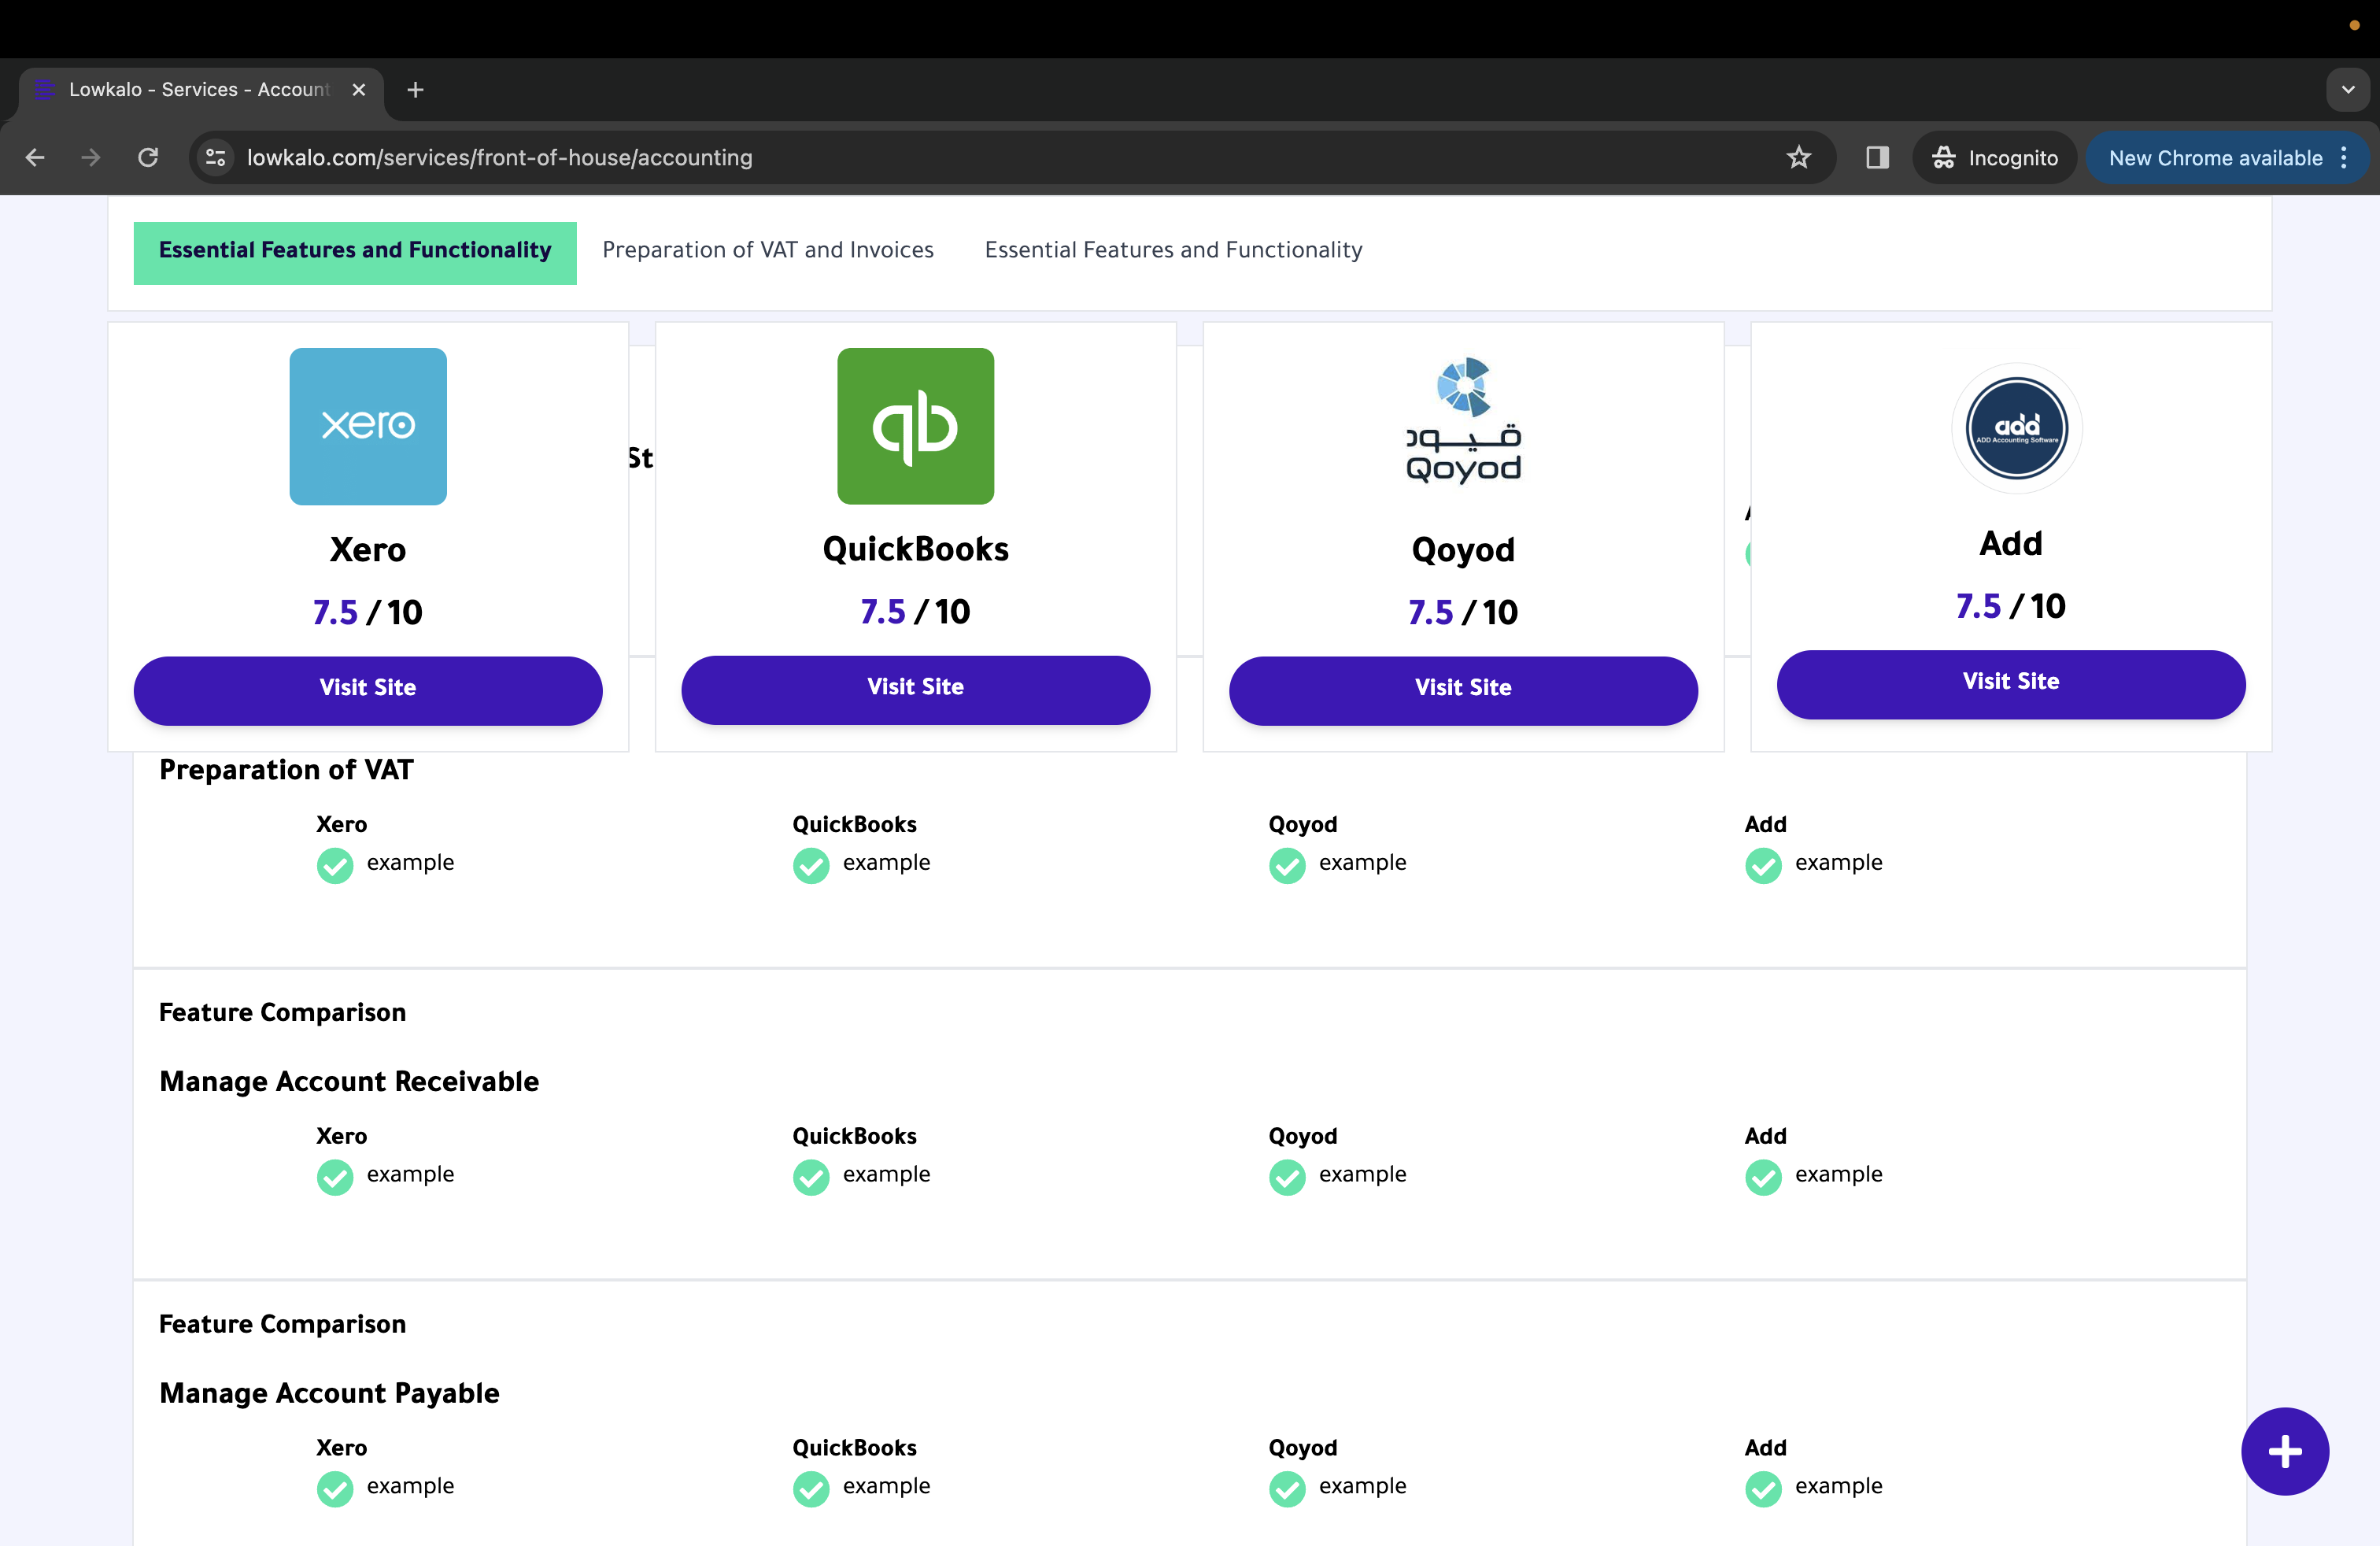 Lowkalo - Services - Account
lowkalo.com/services/front-of-house/accounting
Incognito
New Chrome available
Essential Features and Functionality
Preparation of VAT and Invoices
Essential Features and Functionality
xero
qb
قيود
Qoyod
add
ADD Accounting Software
St
Xero
QuickBooks
Qoyod
Add
7.5 / 10
7.5 / 10
7.5 / 10
7.5 / 10
Visit Site
Visit Site
Visit Site
Visit Site
Preparation of VAT
Xero
QuickBooks
Qoyod
Add
example
example
example
example
Feature Comparison
Manage Account Receivable
Xero
QuickBooks
Qoyod
Add
example
example
example
example
Feature Comparison
Manage Account Payable
Xero
QuickBooks
Qoyod
Add
example
example
example
example